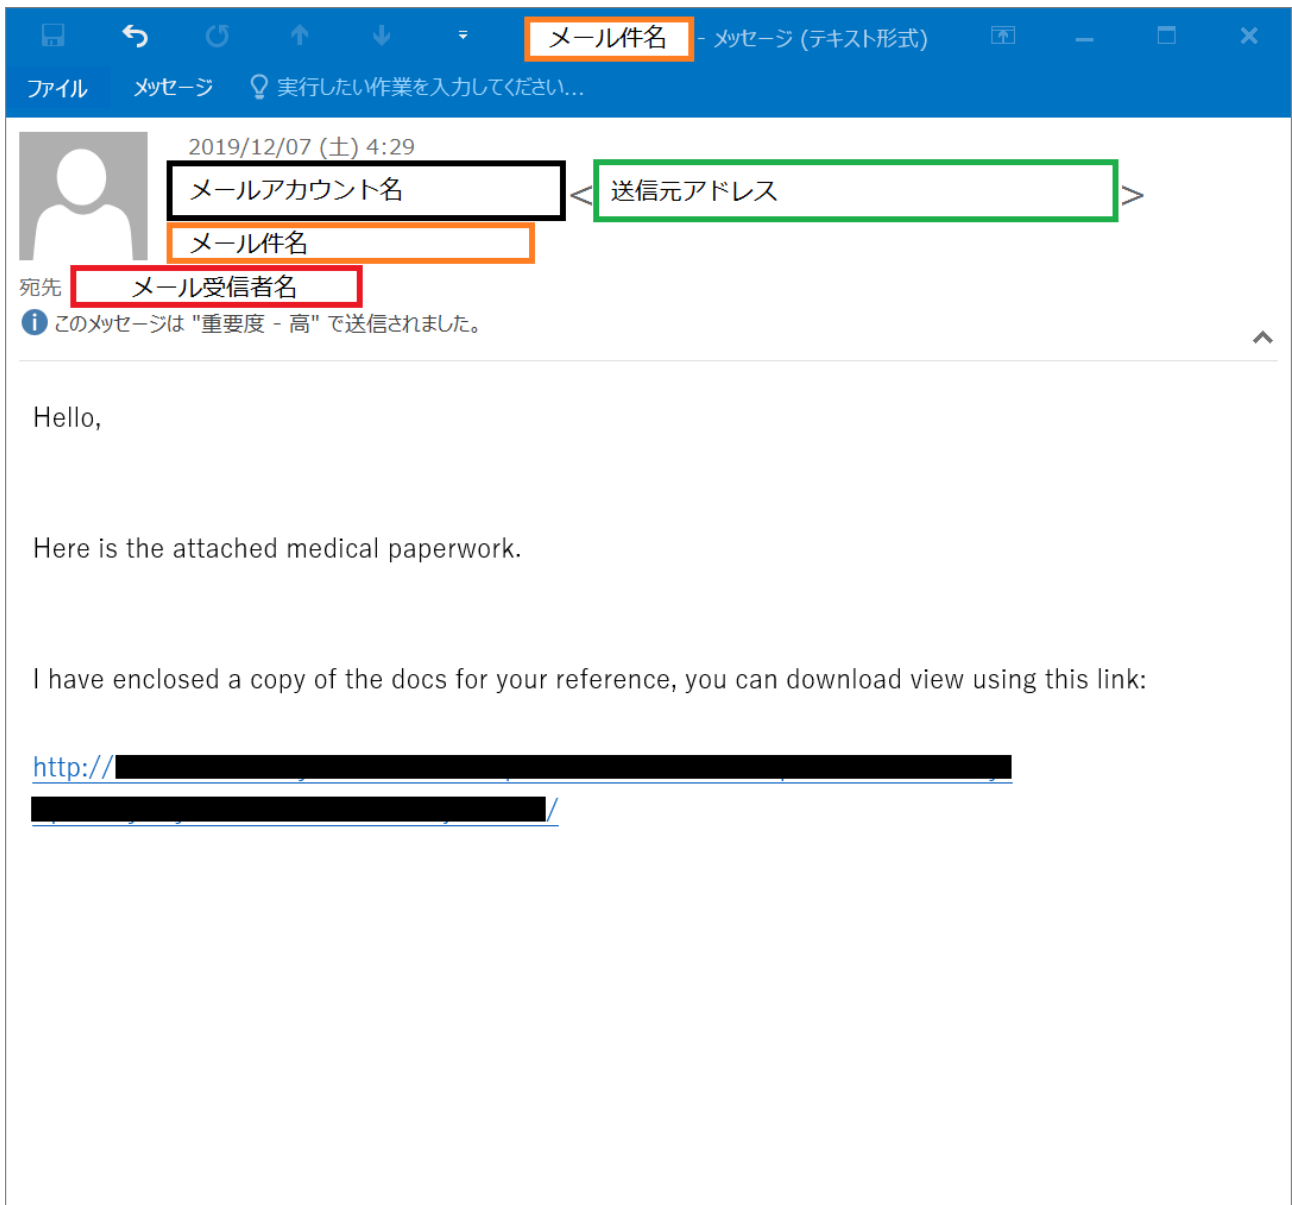 メール件名 - メッセージ (テキスト形式)
ファイル メッセージ 実行したい作業を入力してください...
2019/12/07 (土) 4:29
メールアカウント名 < 送信元アドレス >
メール件名
宛先 メール受信者名
このメッセージは "重要度 - 高" で送信されました。
Hello,
Here is the attached medical paperwork.
I have enclosed a copy of the docs for your reference, you can download view using this link:
http://
/